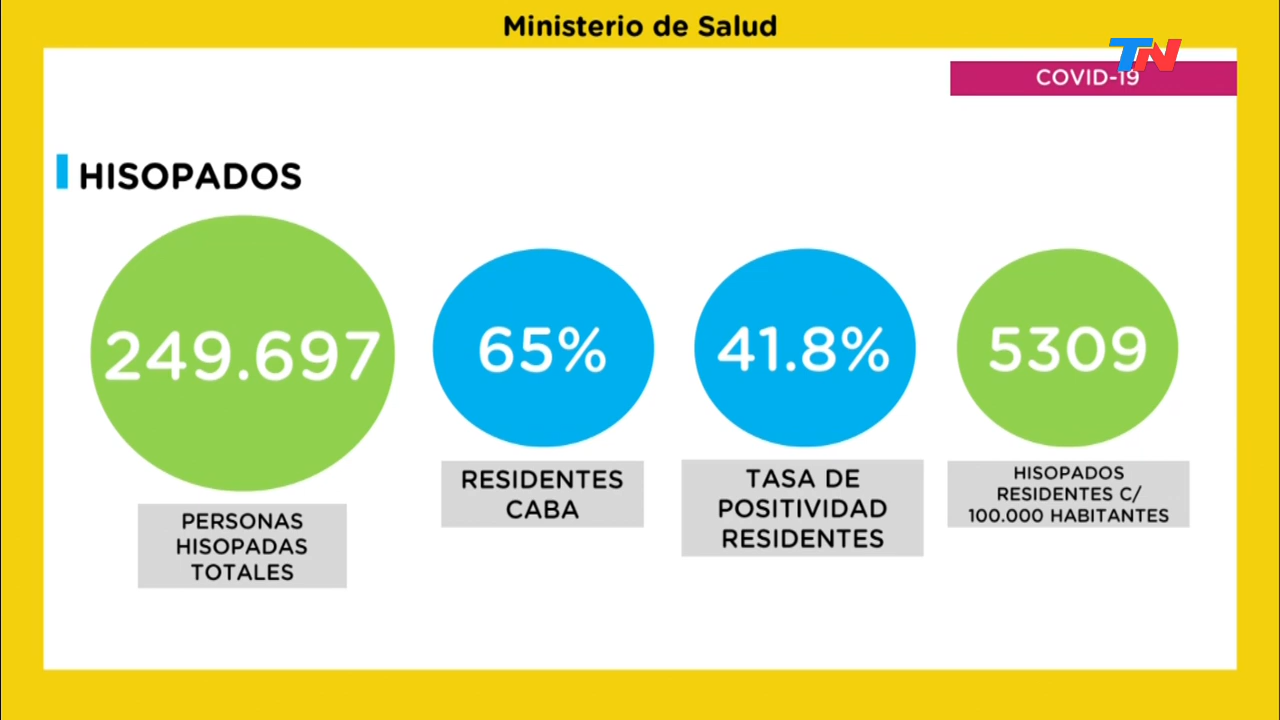 Ministerio de Salud
TN
COVID-19
HISOPADOS
249.697
PERSONAS
HISOPADAS
TOTALES
65%
RESIDENTES
CABA
41.8%
TASA DE
POSITIVIDAD
RESIDENTES
5309
HISOPADOS
RESIDENTES C/
100.000 HABITANTES